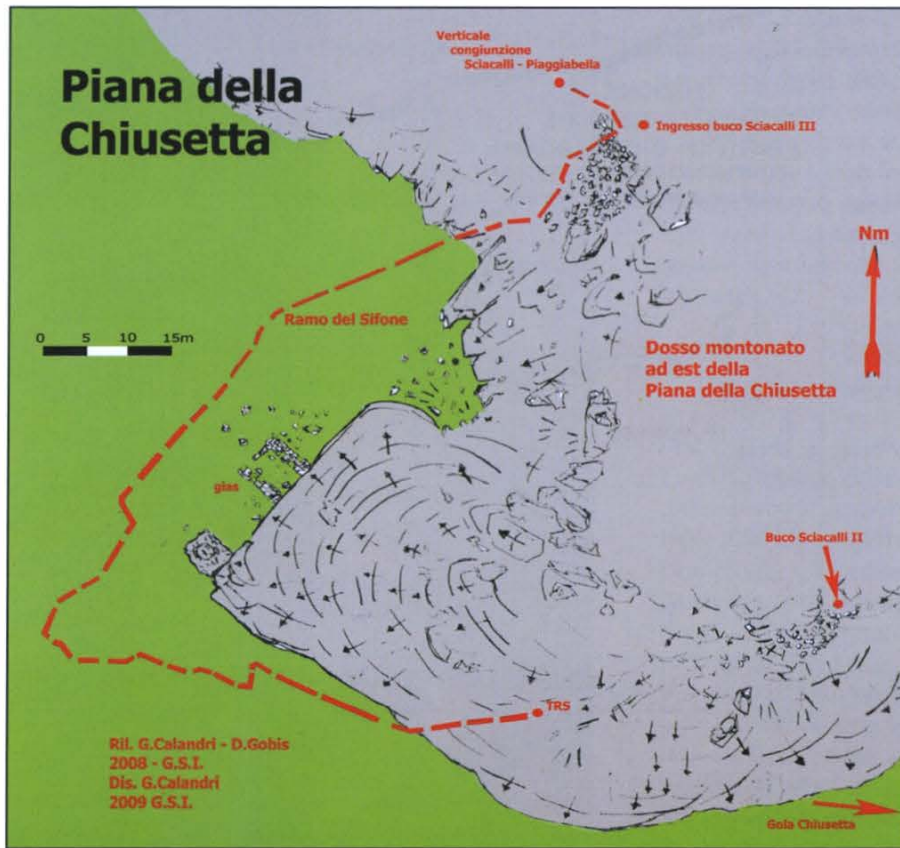 Piana della
Chiusetta
Verticale
congiunzione
Sciacalli - Piaggiabella
Ingresso buco Sciacalli III
Nm
Ramo del Sifone
0 5 10 15m
Dosso montonato
ad est della
Piana della Chiusetta
gias
Buco Sciacalli II
TRS
Ril. G.Calandri - D.Gobis
2008 - G.S.I.
Dis. G.Calandri
2009 G.S.I.
Gola Chiusetta